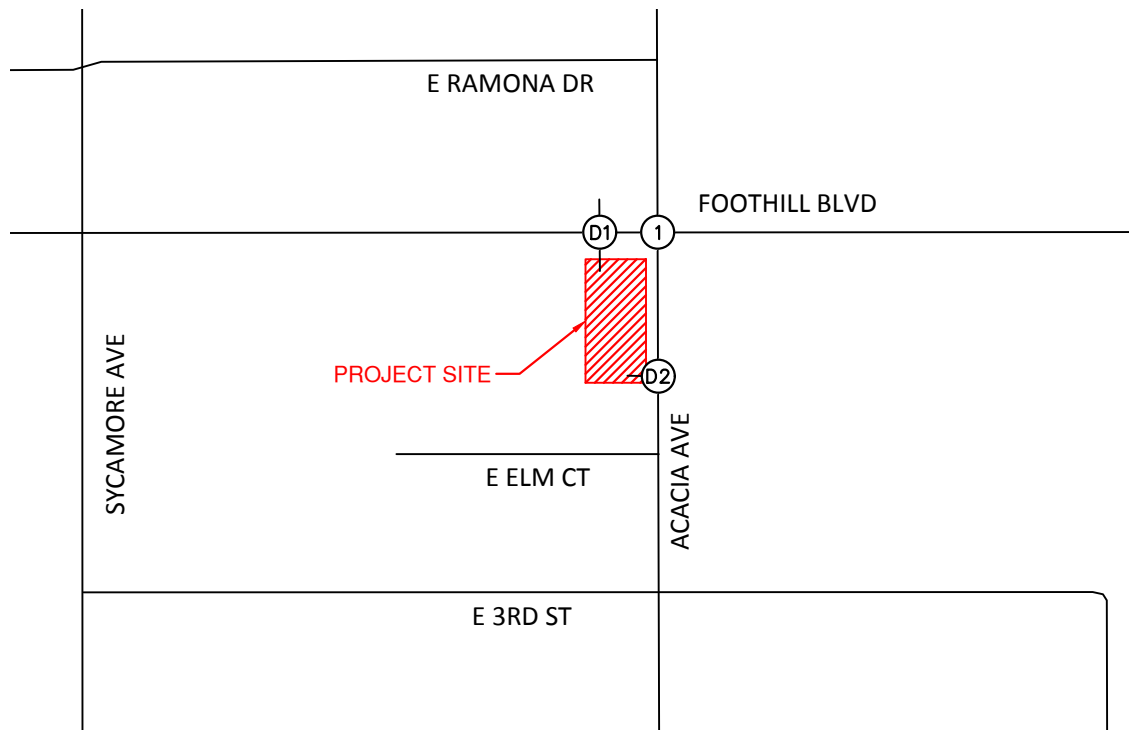 E RAMONA DR
FOOTHILL BLVD
D1
1
SYCAMORE AVE
PROJECT SITE
D2
ACACIA AVE
E ELM CT
E 3RD ST